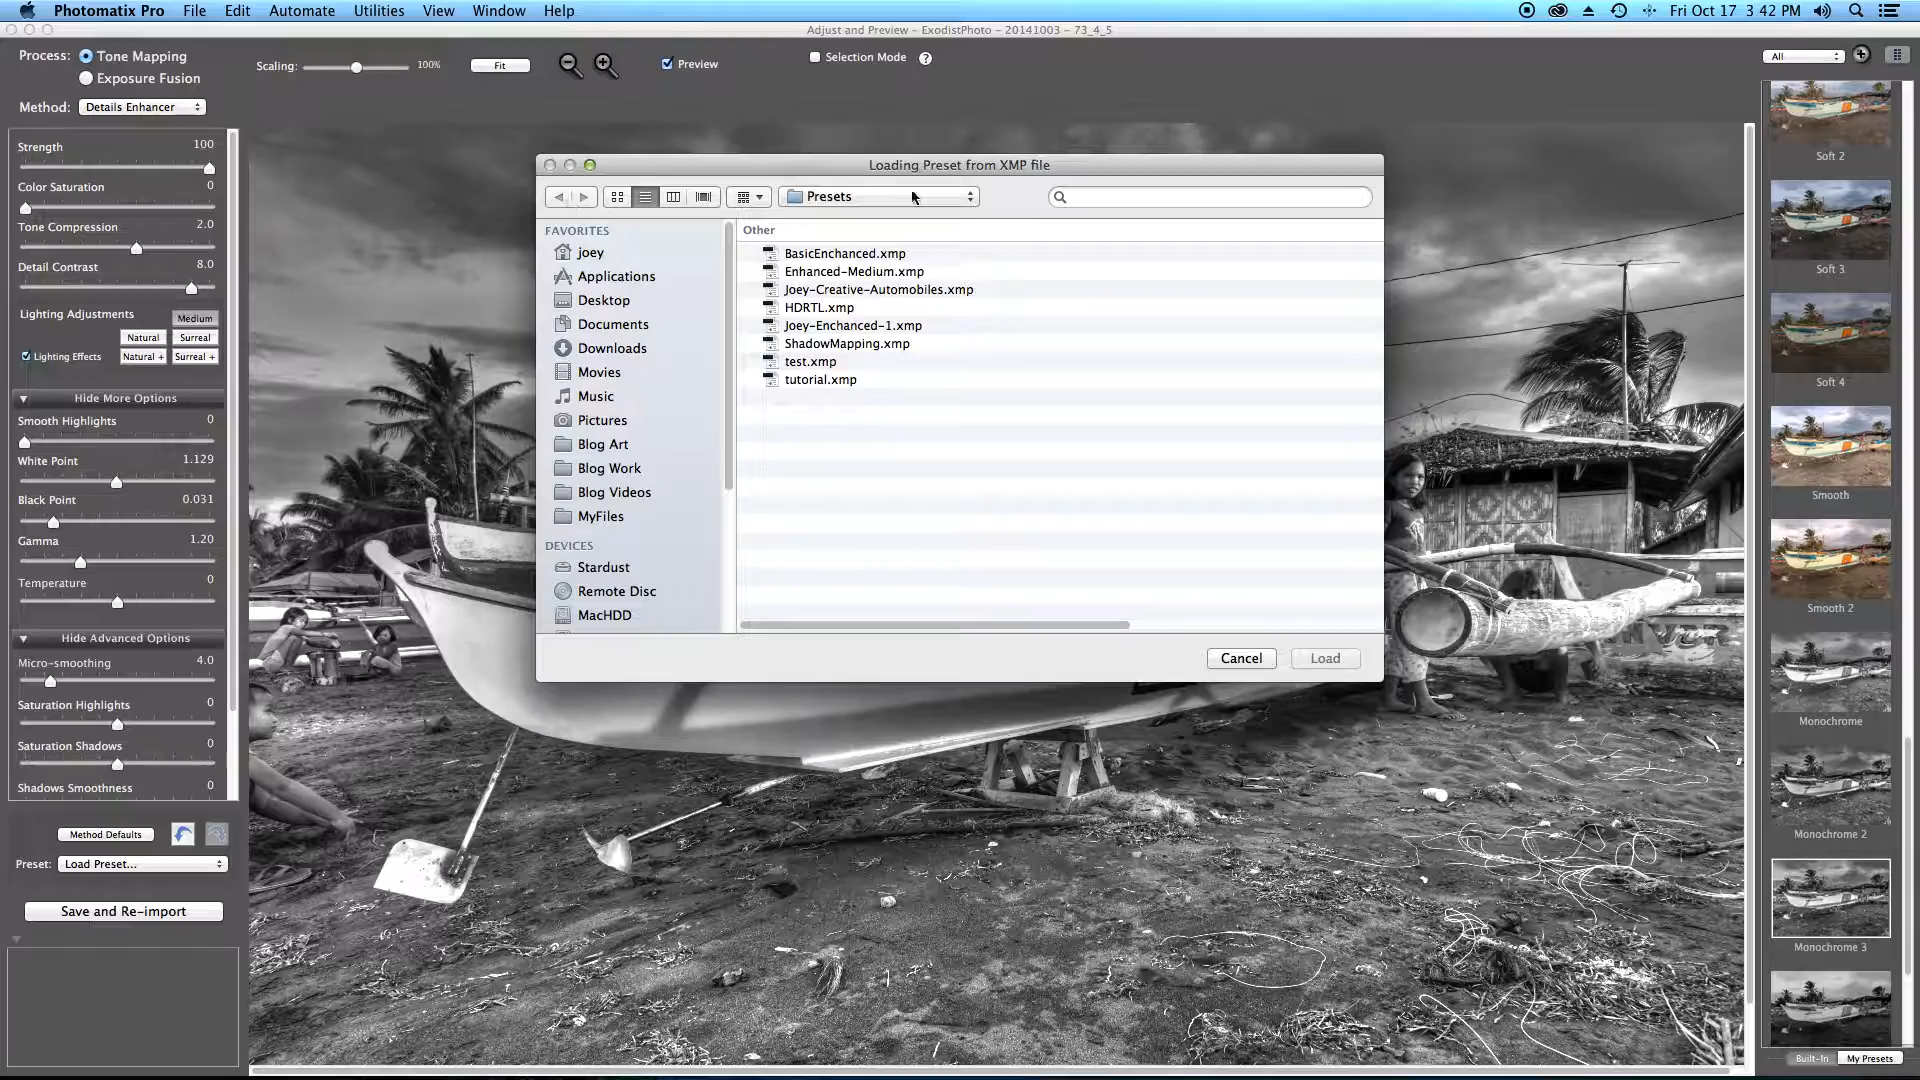 Photomatix Pro File Edit Automate Utilities View Window Help Fri Oct 17 3:42 PM
Adjust and Preview - ExodistPhoto - 20141003 - 73_4_5
Process: Tone Mapping
Exposure Fusion
Scaling: 100% Fit Preview Selection Mode ? All
Method: Details Enhancer
Strength 100
Color Saturation 0
Tone Compression 2.0
Detail Contrast 8.0
Lighting Adjustments Medium
Natural Surreal
Lighting Effects Natural + Surreal +
Hide More Options
Smooth Highlights 0
White Point 1.129
Black Point 0.031
Gamma 1.20
Temperature 0
Hide Advanced Options
Micro-smoothing 4.0
Saturation Highlights 0
Saturation Shadows 0
Shadows Smoothness 0
Method Defaults
Preset: Load Preset...
Save and Re-import
Loading Preset from XMP file
Presets
FAVORITES
joey
Applications
Desktop
Documents
Downloads
Movies
Music
Pictures
Blog Art
Blog Work
Blog Videos
MyFiles
DEVICES
Stardust
Remote Disc
MacHDD
Other
BasicEnchanced.xmp
Enhanced-Medium.xmp
Joey-Creative-Automobiles.xmp
HDRTL.xmp
Joey-Enchanced-1.xmp
ShadowMapping.xmp
test.xmp
tutorial.xmp
Cancel Load
Soft 2
Soft 3
Soft 4
Smooth
Smooth 2
Monochrome
Monochrome 2
Monochrome 3
Built-In My Presets